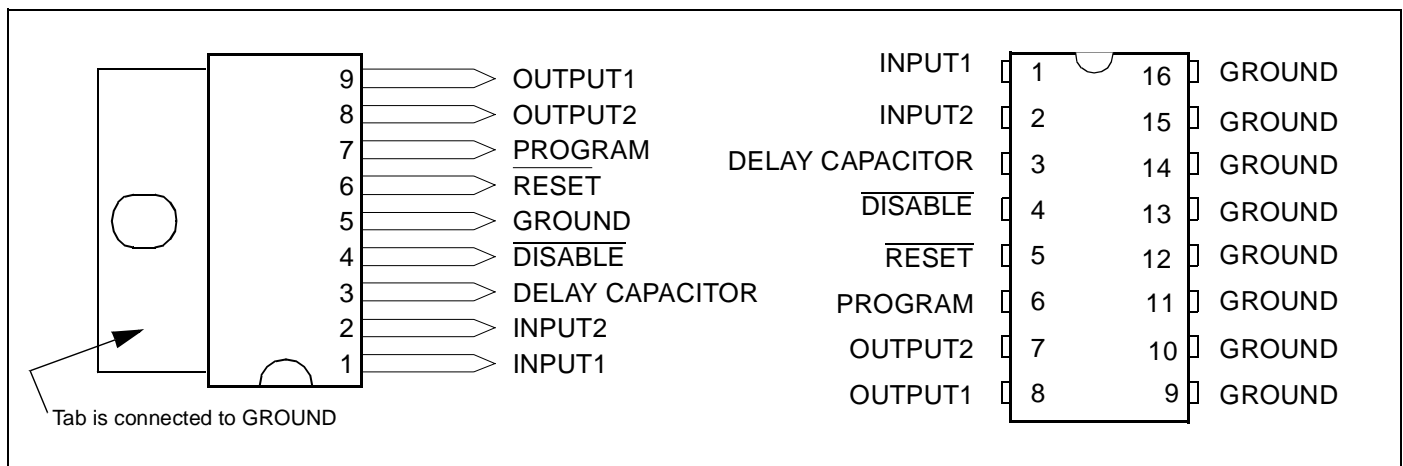 9 OUTPUT1
8 OUTPUT2
7 PROGRAM
6 RESET
5 GROUND
4 DISABLE
3 DELAY CAPACITOR
2 INPUT2
1 INPUT1
Tab is connected to GROUND
INPUT1 1 16 GROUND
INPUT2 2 15 GROUND
DELAY CAPACITOR 3 14 GROUND
DISABLE 4 13 GROUND
RESET 5 12 GROUND
PROGRAM 6 11 GROUND
OUTPUT2 7 10 GROUND
OUTPUT1 8 9 GROUND